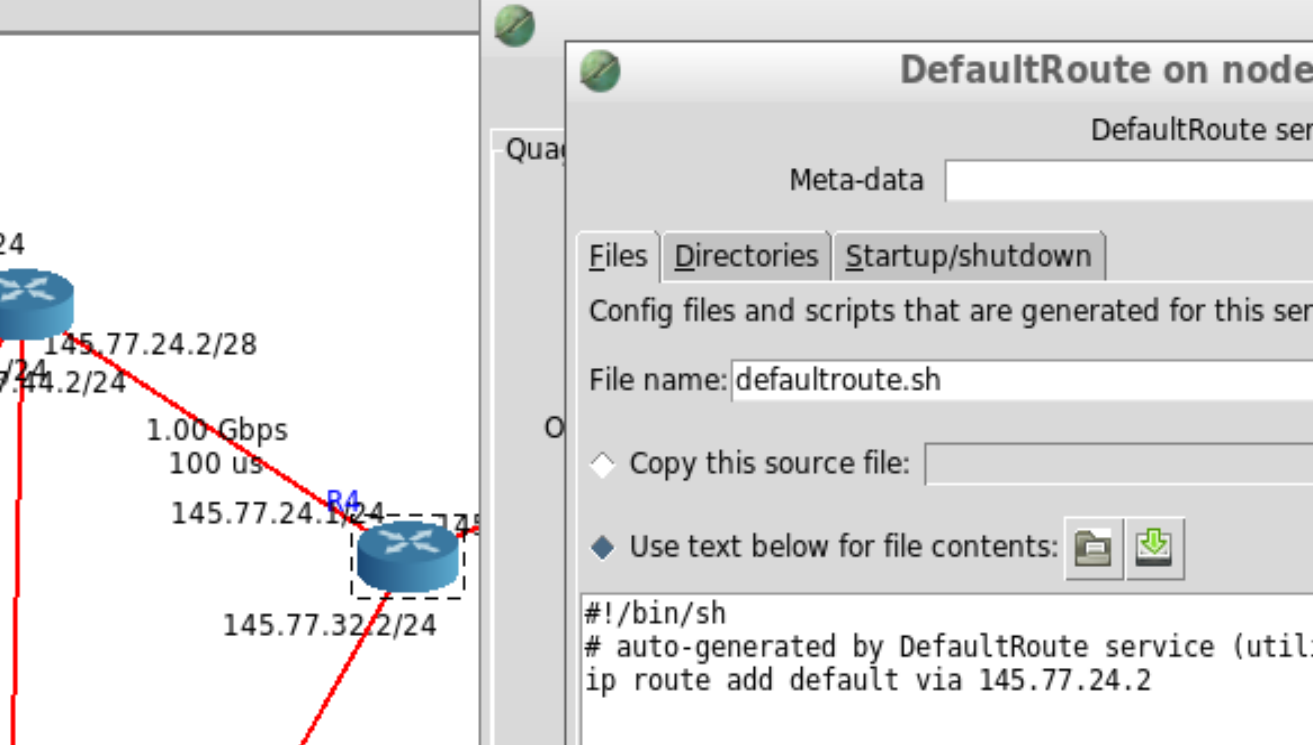 24
145.77.24.2/28
/24
7.44.2/24
1.00 Gbps
100 us
R4
145.77.24.1/24
145
145.77.32.2/24
DefaultRoute on node
DefaultRoute ser
Quag
Meta-data
Files Directories Startup/shutdown
Config files and scripts that are generated for this ser
File name: defaultroute.sh
O
Copy this source file:
Use text below for file contents:
#!/bin/sh
# auto-generated by DefaultRoute service (utili
ip route add default via 145.77.24.2